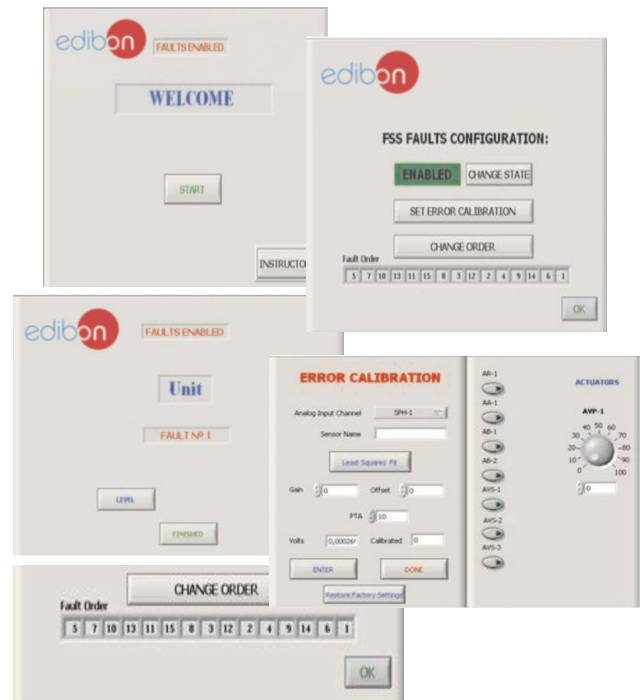 edibon
FAULTS ENABLED
WELCOME
START
INSTRUCTO
edibon
FSS FAULTS CONFIGURATION:
ENABLED CHANGE STATE
SET ERROR CALIBRATION
CHANGE ORDER
Fault Order
5 7 10 13 11 15 8 3 12 2 4 9 14 6 1
OK
edibon
FAULTS ENABLED
Unit
FAULT Nº 1
LEVEL
FINISHED
ERROR CALIBRATION
Analog Input Channel SPH-1
Sensor Name
Least Squares Fit
Gain 0 Offset 0
PTA 10
Volts 0,00026 Calibrated 0
ENTER DONE
Restore Factory Settings
AR-1
AA-1
AB-1
AB-2
AVS-1
AVS-2
AVS-3
ACTUATORS
AVP-1
0 10 20 30 40 50 60 70 80 90 100
0
CHANGE ORDER
Fault Order
5 7 10 13 11 15 8 3 12 2 4 9 14 6 1
OK